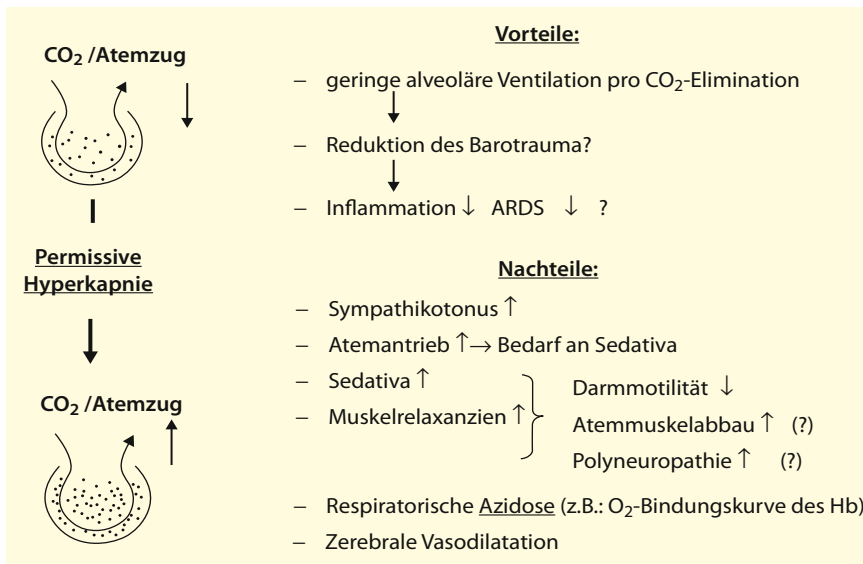 CO₂ /Atemzug ↓
Permissive
Hyperkapnie
CO₂ /Atemzug ↑
Vorteile:
– geringe alveoläre Ventilation pro CO₂-Elimination
– Reduktion des Barotrauma?
– Inflammation ↓ ARDS ↓ ?
Nachteile:
– Sympathikotonus ↑
– Atemantrieb ↑→ Bedarf an Sedativa
– Sedativa ↑
– Muskelrelaxanzien ↑
Darmmotilität ↓
Atemmuskelabbau ↑ (?)
Polyneuropathie ↑ (?)
– Respiratorische Azidose (z.B.: O₂-Bindungskurve des Hb)
– Zerebrale Vasodilatation